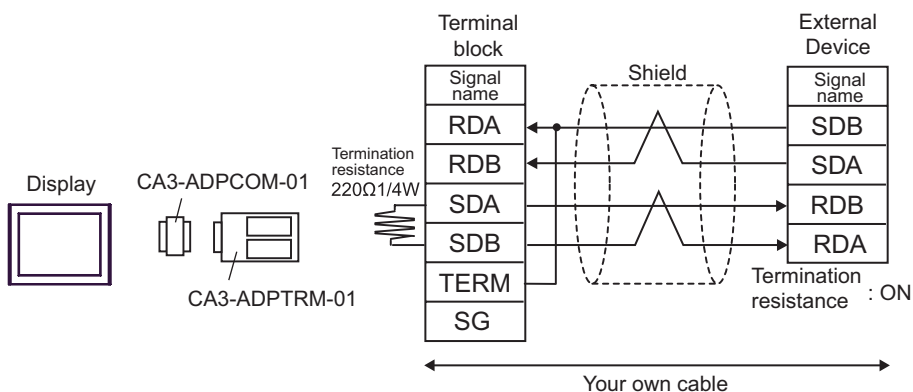 Display
CA3-ADPCOM-01
CA3-ADPTRM-01
Termination
resistance
220Ω1/4W
Terminal
block
Signal
name
RDA
RDB
SDA
SDB
TERM
SG
Shield
External
Device
Signal
name
SDB
SDA
RDB
RDA
Termination
resistance : ON
Your own cable